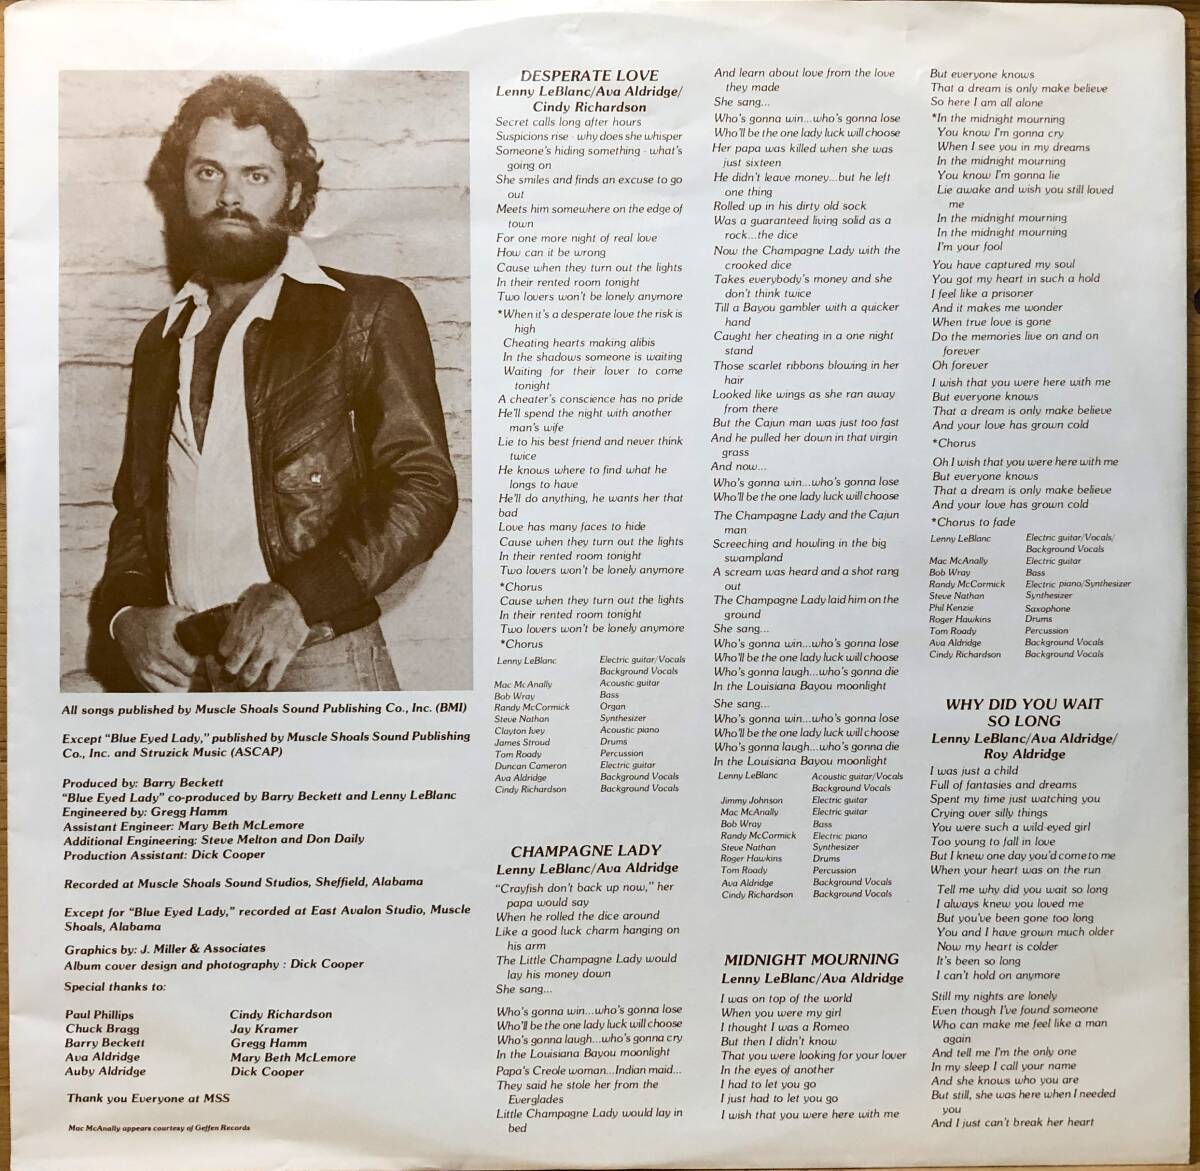 All songs published by Muscle Shoals Sound Publishing Co., Inc. (BMI)
Except "Blue Eyed Lady," published by Muscle Shoals Sound Publishing
Co., Inc. and Struzick Music (ASCAP)
Produced by: Barry Beckett
"Blue Eyed Lady" co-produced by Barry Beckett and Lenny LeBlanc
Engineered by: Gregg Hamm
Assistant Engineer: Mary Beth McLemore
Additional Engineering: Steve Melton and Don Daily
Production Assistant: Dick Cooper
Recorded at Muscle Shoals Sound Studios, Sheffield, Alabama
Except for "Blue Eyed Lady," recorded at East Avalon Studio, Muscle
Shoals, Alabama
Graphics by: J. Miller & Associates
Album cover design and photography : Dick Cooper
Special thanks to:
Paul Phillips Cindy Richardson
Chuck Bragg Jay Kramer
Barry Beckett Gregg Hamm
Ava Aldridge Mary Beth McLemore
Auby Aldridge Dick Cooper
Thank you Everyone at MSS
Mac McAnally appears courtesy of Geffen Records
DESPERATE LOVE
Lenny LeBlanc/Ava Aldridge/
Cindy Richardson
Secret calls long after hours
Suspicions rise - why does she whisper
Someone's hiding something - what's
going on
She smiles and finds an excuse to go
out
Meets him somewhere on the edge of
town
For one more night of real love
How can it be wrong
Cause when they turn out the lights
In their rented room tonight
Two lovers won't be lonely anymore
*When it's a desperate love the risk is
high
Cheating hearts making alibis
In the shadows someone is waiting
Waiting for their lover to come
tonight
A cheater's conscience has no pride
He'll spend the night with another
man's wife
Lie to his best friend and never think
twice
He knows where to find what he
longs to have
He'll do anything, he wants her that
bad
Love has many faces to hide
Cause when they turn out the lights
In their rented room tonight
Two lovers won't be lonely anymore
*Chorus
Cause when they turn out the lights
In their rented room tonight
Two lovers won't be lonely anymore
*Chorus
Lenny LeBlanc Electric guitar/Vocals
Background Vocals
Mac McAnally Acoustic guitar
Bob Wray Bass
Randy McCormick Organ
Steve Nathan Synthesizer
Clayton Ivey Acoustic piano
James Stroud Drums
Tom Roady Percussion
Duncan Cameron Electric guitar
Ava Aldridge Background Vocals
Cindy Richardson Background Vocals
CHAMPAGNE LADY
Lenny LeBlanc/Ava Aldridge
"Crayfish don't back up now," her
papa would say
When he rolled the dice around
Like a good luck charm hanging on
his arm
The Little Champagne Lady would
lay his money down
She sang...
Who's gonna win...who's gonna lose
Who'll be the one lady luck will choose
Who's gonna laugh...who's gonna cry
In the Louisiana Bayou moonlight
Papa's Creole woman...Indian maid...
They said he stole her from the
Everglades
Little Champagne Lady would lay in
bed
And learn about love from the love
they made
She sang...
Who's gonna win...who's gonna lose
Who'll be the one lady luck will choose
Her papa was killed when she was
just sixteen
He didn't leave money...but he left
one thing
Rolled up in his dirty old sock
Was a guaranteed living solid as a
rock...the dice
Now the Champagne Lady with the
crooked dice
Takes everybody's money and she
don't think twice
Till a Bayou gambler with a quicker
hand
Caught her cheating in a one night
stand
Those scarlet ribbons blowing in her
hair
Looked like wings as she ran away
from there
But the Cajun man was just too fast
And he pulled her down in that virgin
grass
And now...
Who's gonna win...who's gonna lose
Who'll be the one lady luck will choose
The Champagne Lady and the Cajun
man
Screeching and howling in the big
swampland
A scream was heard and a shot rang
out
The Champagne Lady laid him on the
ground
She sang...
Who's gonna win...who's gonna lose
Who'll be the one lady luck will choose
Who's gonna laugh...who's gonna die
In the Louisiana Bayou moonlight
She sang...
Who's gonna win...who's gonna lose
Who'll be the one lady luck will choose
Who's gonna laugh...who's gonna die
In the Louisiana Bayou moonlight
Lenny LeBlanc Acoustic guitar/Vocals
Background Vocals
Jimmy Johnson Electric guitar
Mac McAnally Electric guitar
Bob Wray Bass
Randy McCormick Electric piano
Steve Nathan Synthesizer
Roger Hawkins Drums
Tom Roady Percussion
Ava Aldridge Background Vocals
Cindy Richardson Background Vocals
MIDNIGHT MOURNING
Lenny LeBlanc/Ava Aldridge
I was on top of the world
When you were my girl
I thought I was a Romeo
But then I didn't know
That you were looking for your lover
In the eyes of another
I had to let you go
I just had to let you go
I wish that you were here with me
But everyone knows
That a dream is only make believe
So here I am all alone
*In the midnight mourning
You know I'm gonna cry
When I see you in my dreams
In the midnight mourning
You know I'm gonna lie
Lie awake and wish you still loved
me
In the midnight mourning
In the midnight mourning
I'm your fool
You have captured my soul
You got my heart in such a hold
I feel like a prisoner
And it makes me wonder
When true love is gone
Do the memories live on and on
forever
Oh forever
I wish that you were here with me
But everyone knows
That a dream is only make believe
And your love has grown cold
*Chorus
Oh I wish that you were here with me
But everyone knows
That a dream is only make believe
And your love has grown cold
*Chorus to fade
Lenny LeBlanc Electric guitar/Vocals/
Background Vocals
Mac McAnally Electric guitar
Bob Wray Bass
Randy McCormick Electric piano/Synthesizer
Steve Nathan Synthesizer
Phil Kenzie Saxophone
Roger Hawkins Drums
Tom Roady Percussion
Ava Aldridge Background Vocals
Cindy Richardson Background Vocals
WHY DID YOU WAIT
SO LONG
Lenny LeBlanc/Ava Aldridge/
Roy Aldridge
I was just a child
Full of fantasies and dreams
Spent my time just watching you
Crying over silly things
You were such a wild-eyed girl
Too young to fall in love
But I knew one day you'd come to me
When your heart was on the run
Tell me why did you wait so long
I always knew you loved me
But you've been gone too long
You and I have grown much older
Now my heart is colder
It's been so long
I can't hold on anymore
Still my nights are lonely
Even though I've found someone
Who can make me feel like a man
again
And tell me I'm the only one
In my sleep I call your name
And she knows who you are
But still, she was here when I needed
you
And I just can't break her heart